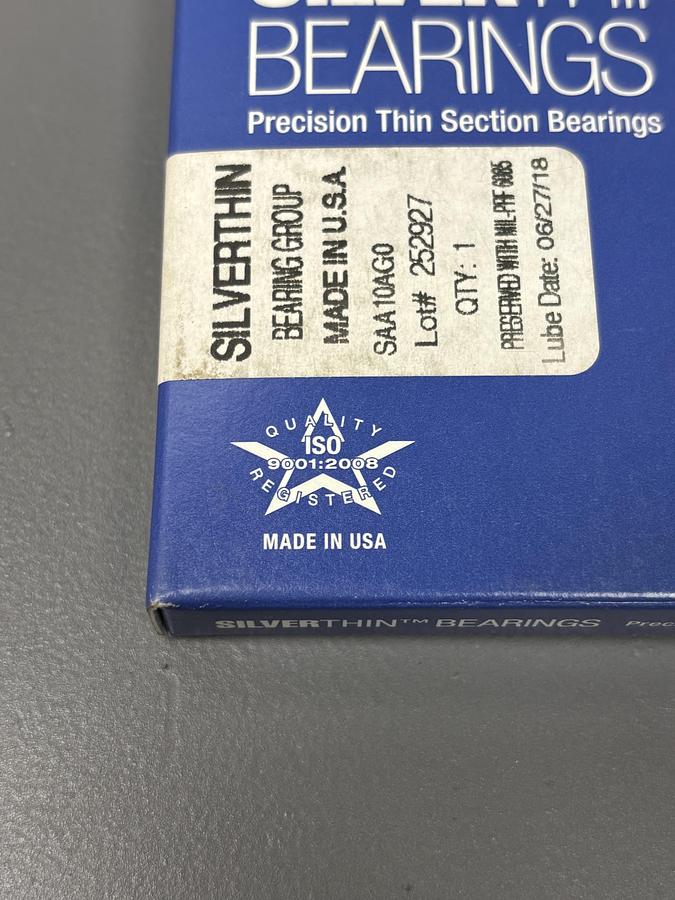 BEARINGS
Precision Thin Section Bearings
SILVERTHIN
BEARING GROUP
MADE IN U.S.A
SAA10AG0
Lot# 252927
QTY: 1
PRESERVED WITH MIL-PRF 6085
Lube Date: 06/27/18
QUALITY
ISO
9001:2008
REGISTERED
MADE IN USA
SILVERTHIN™ BEARINGS